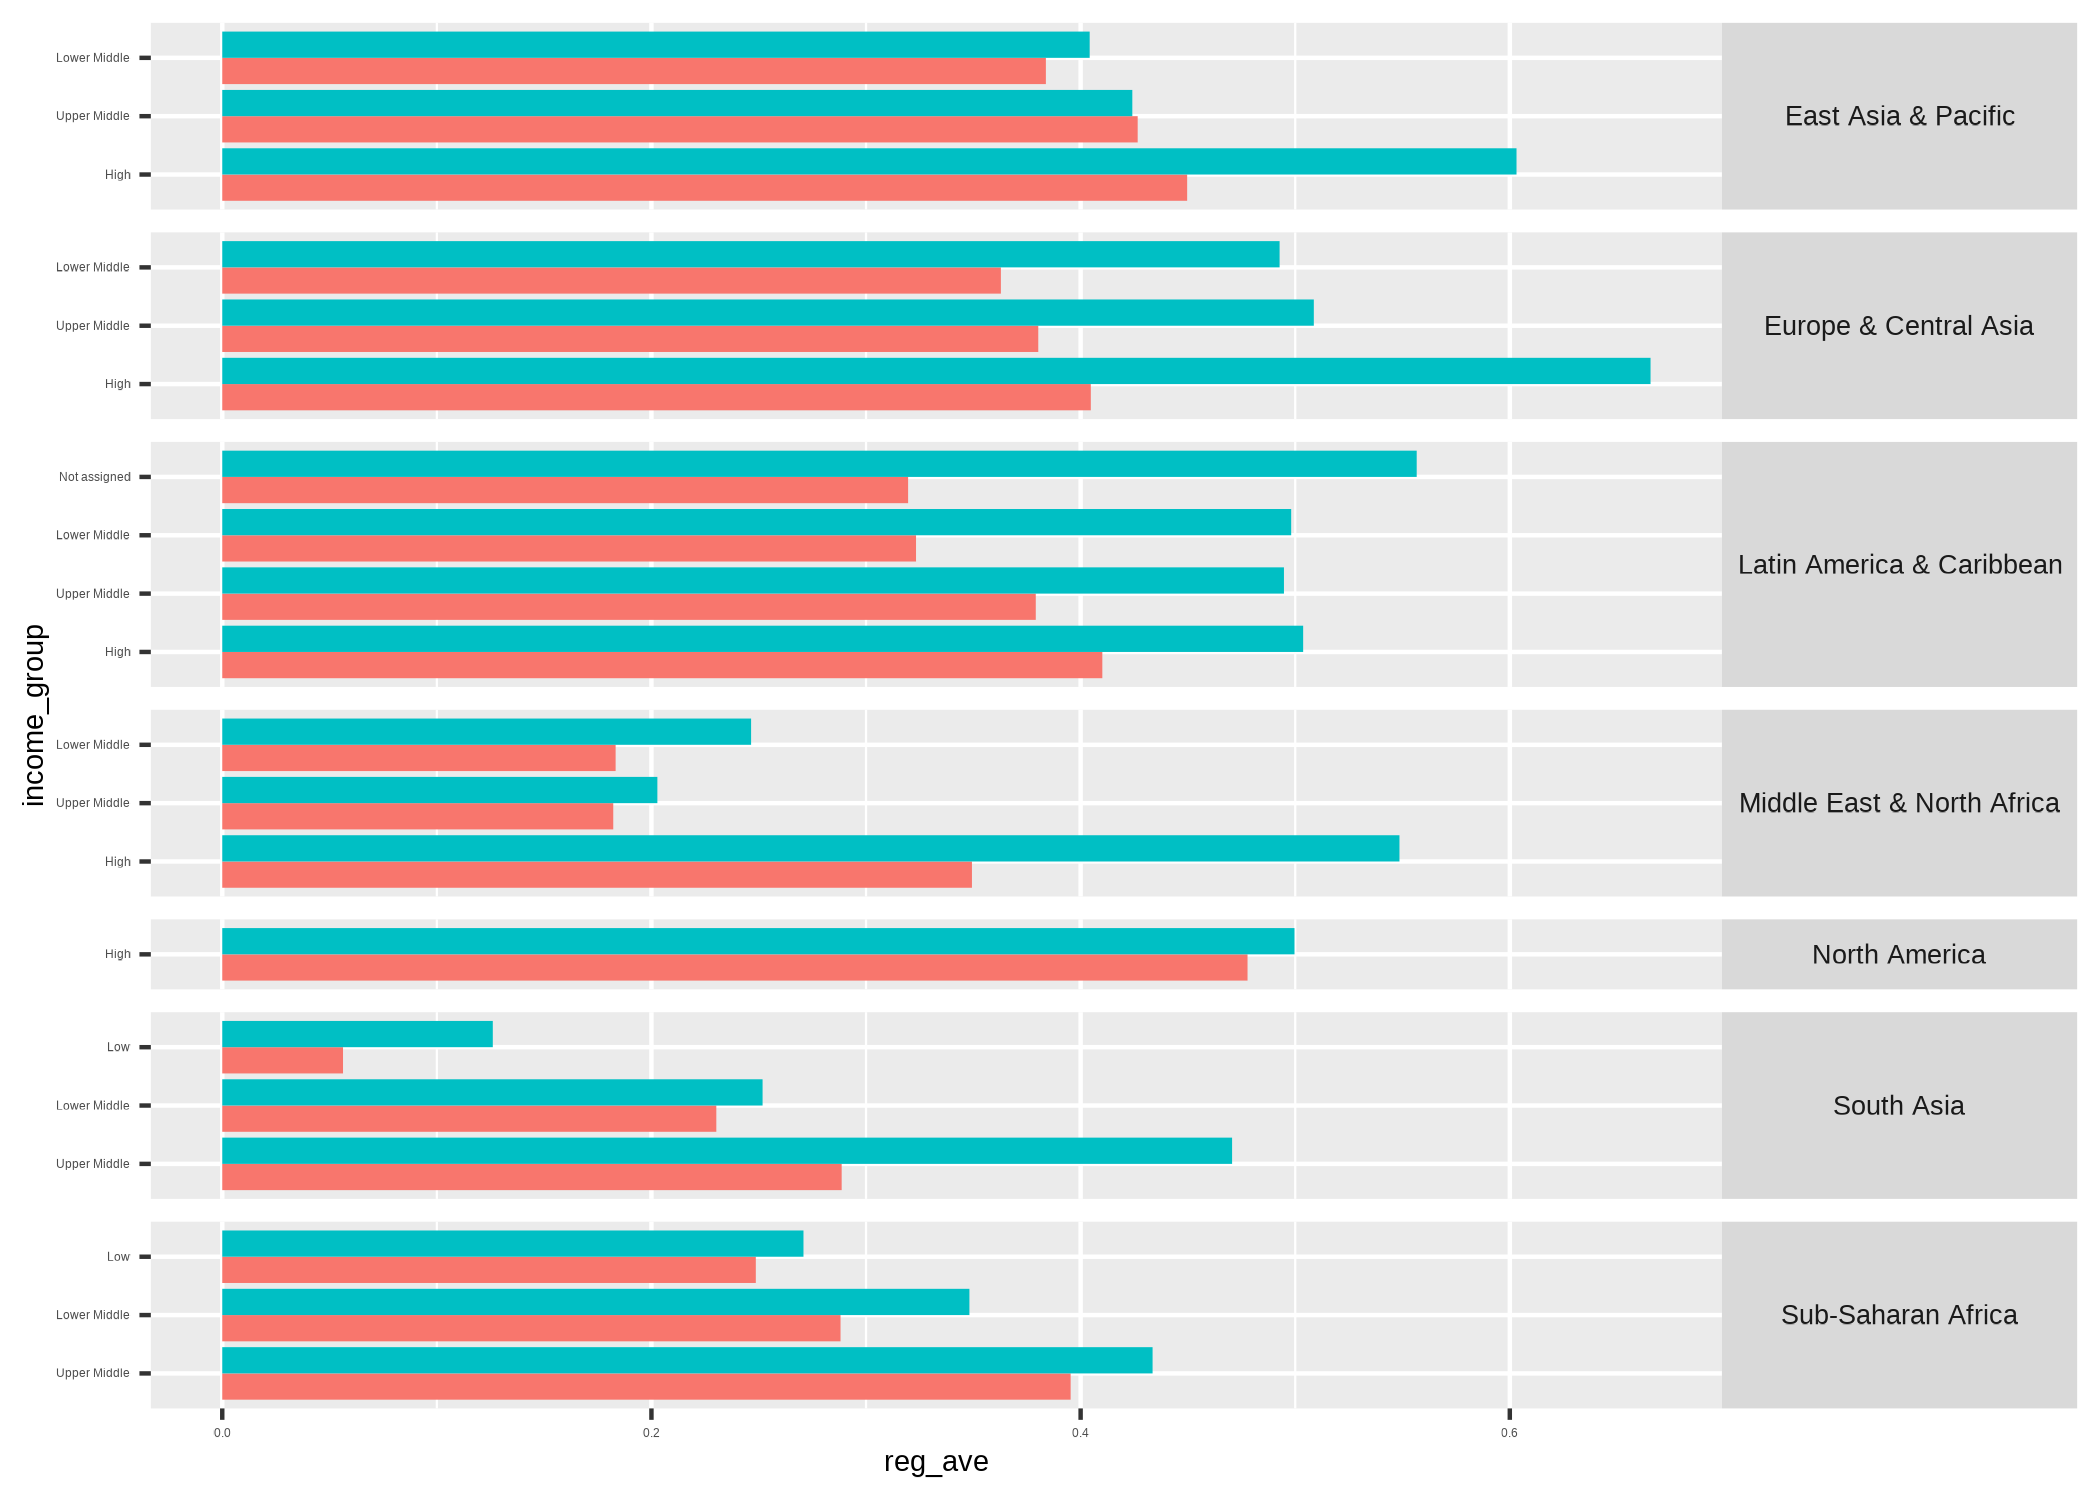 Lower Middle
Upper Middle
High
East Asia & Pacific
Lower Middle
Upper Middle
High
Europe & Central Asia
Not assigned
Lower Middle
Upper Middle
High
Latin America & Caribbean
income_group
Lower Middle
Upper Middle
High
Middle East & North Africa
High
North America
Low
Lower Middle
Upper Middle
South Asia
Low
Lower Middle
Upper Middle
Sub-Saharan Africa
0.0 0.2 0.4 0.6
reg_ave